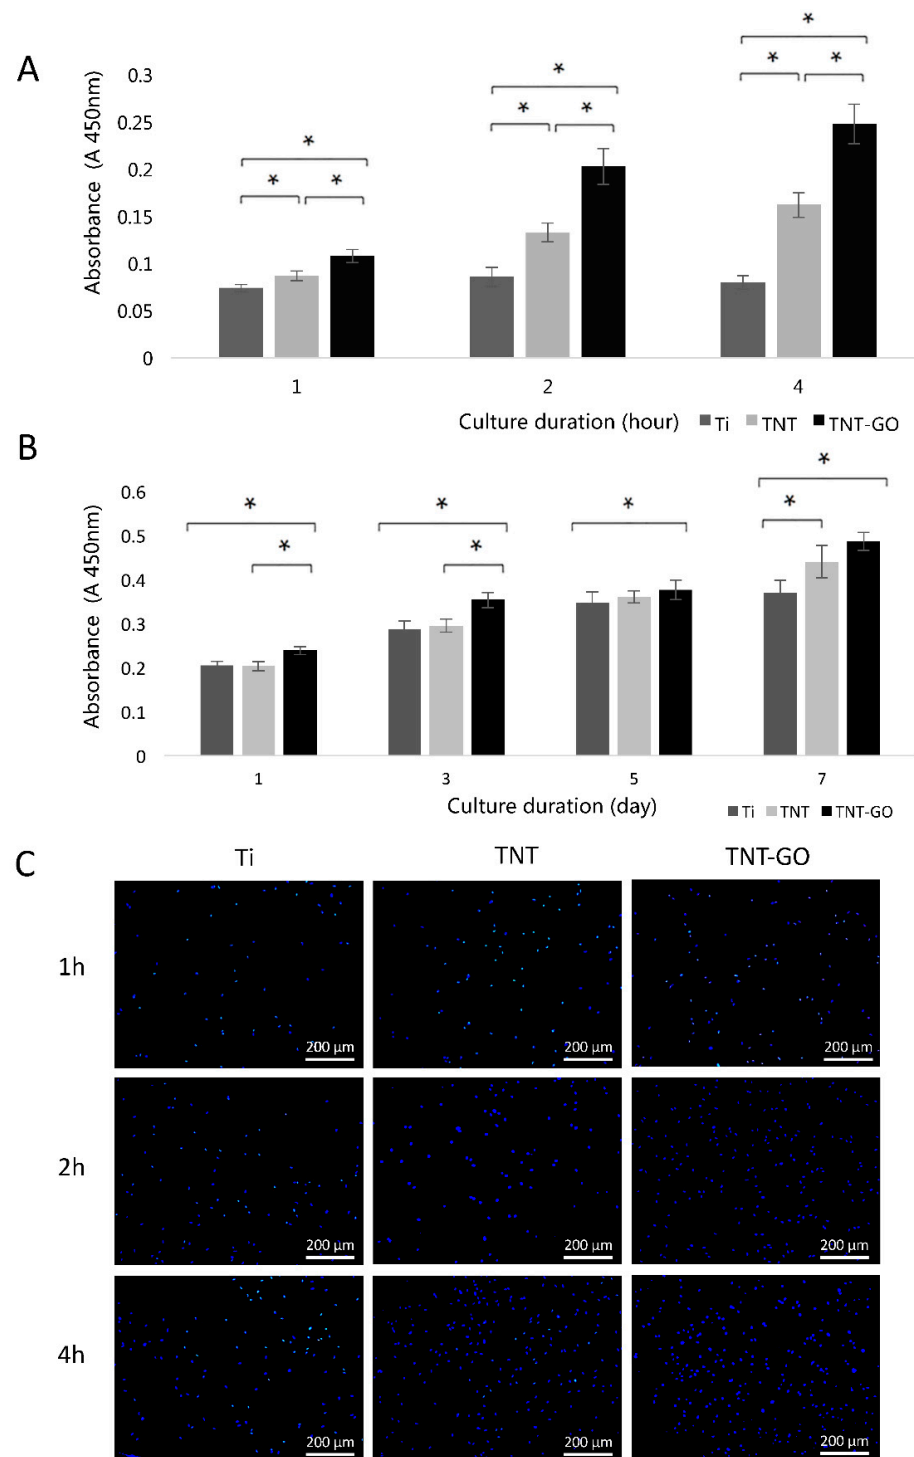 A
* * *
* * *
* * *
0.3
0.25
0.2
0.15
0.1
0.05
0
Absorbance (A 450nm)
1 2 4
Culture duration (hour) Ti TNT TNT-GO
B
* *
* *
*
* *
0.6
0.5
0.4
0.3
0.2
0.1
0
Absorbance (A 450nm)
1 3 5 7
Culture duration (day) Ti TNT TNT-GO
C
Ti TNT TNT-GO
1h
200 µm 200 µm 200 µm
2h
200 µm 200 µm 200 µm
4h
200 µm 200 µm 200 µm